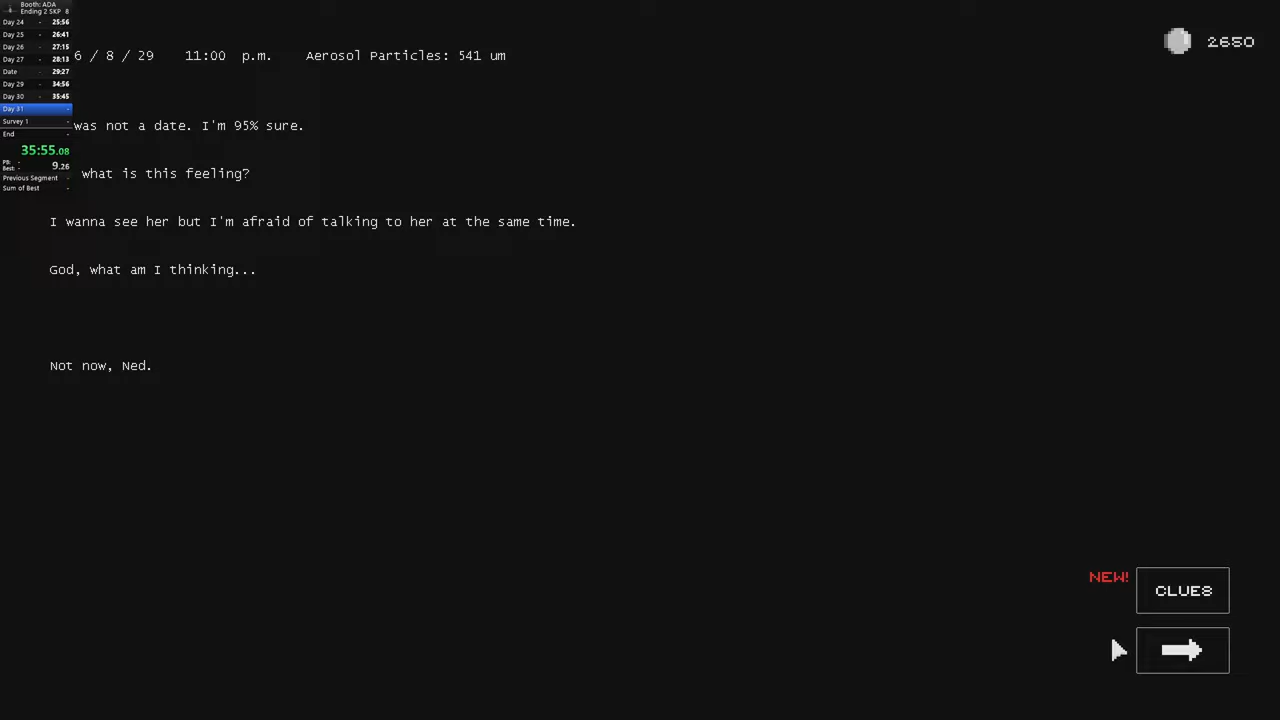 Booth: ADA
Ending 2 SKP 8
Day 24 - 25:56
Day 25 - 26:41
Day 26 - 27:15
Day 27 - 28:13
Date - 29:27
Day 29 - 34:56
Day 30 - 35:45
Day 31 -
Survey 1 -
End -
35:55.08
PB: -
Best: - 9.26
Previous Segment -
Sum of Best -
6 / 8 / 29 11:00 p.m. Aerosol Particles: 541 um
2650
was not a date. I'm 95% sure.
what is this feeling?
I wanna see her but I'm afraid of talking to her at the same time.
God, what am I thinking...
Not now, Ned.
NEW!
CLUES